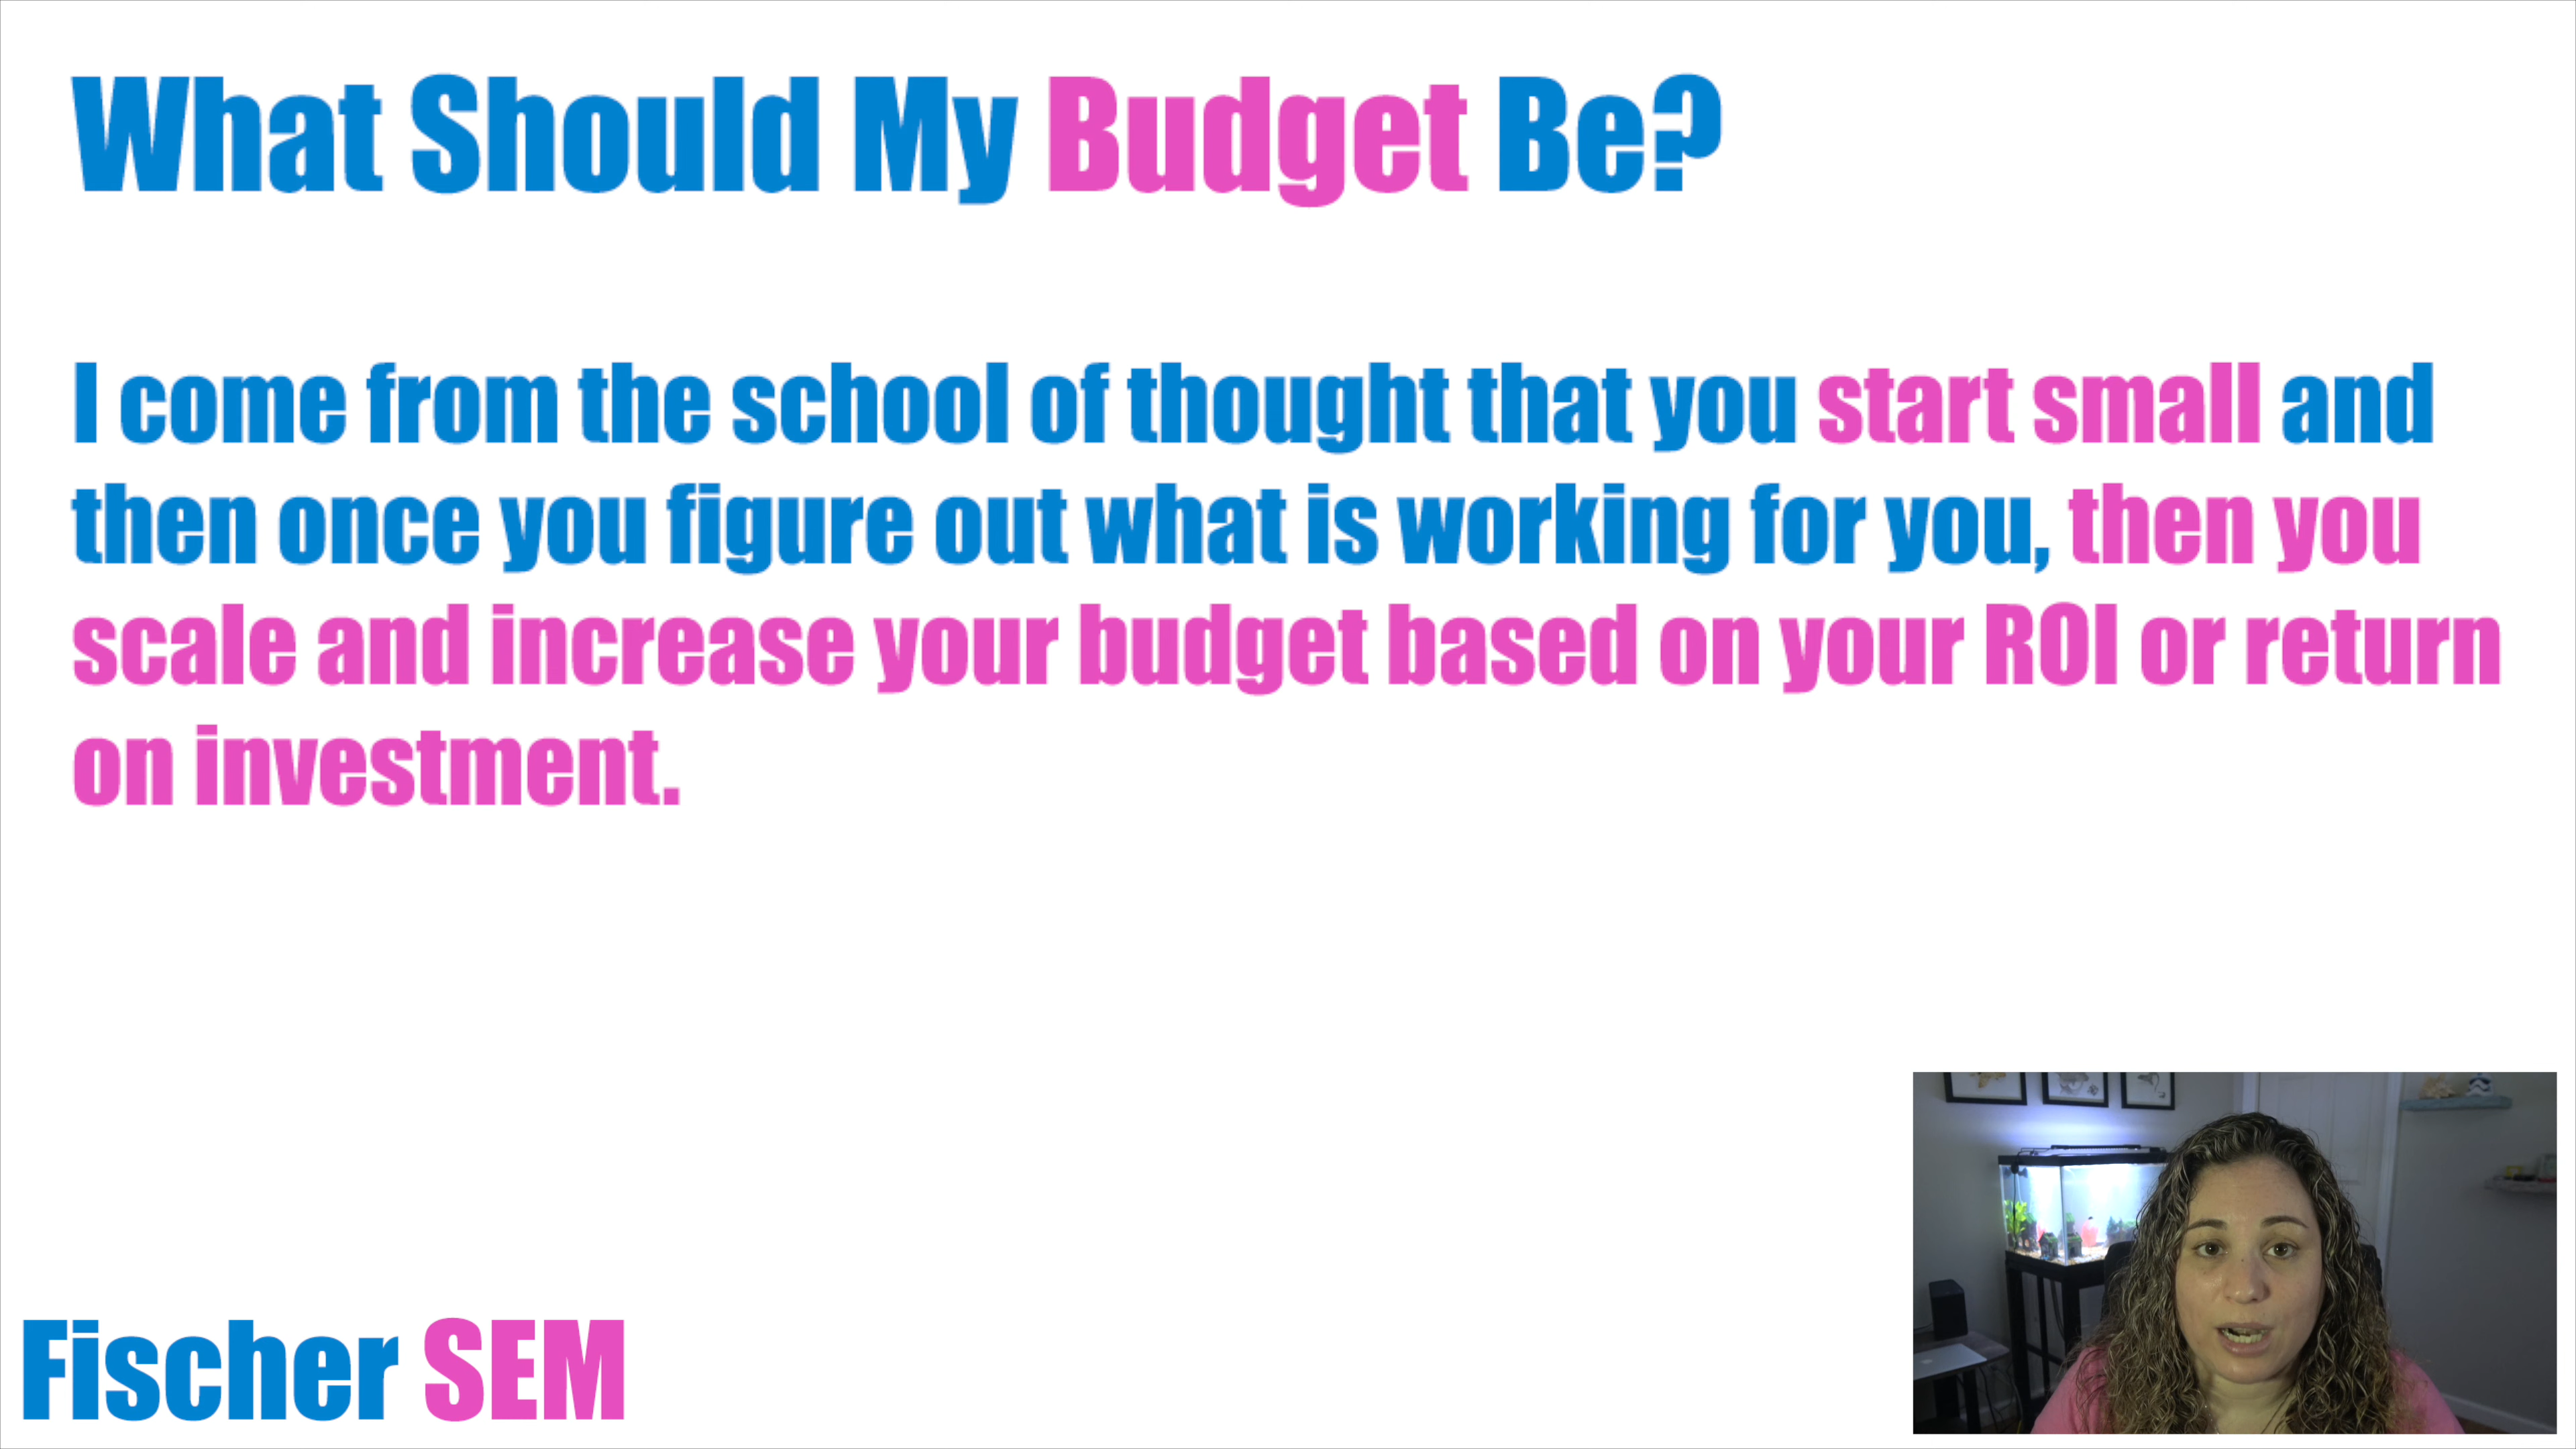 What Should My Budget Be?
I come from the school of thought that you start small and
then once you figure out what is working for you, then you
scale and increase your budget based on your ROI or return
on investment.
Fischer SEM